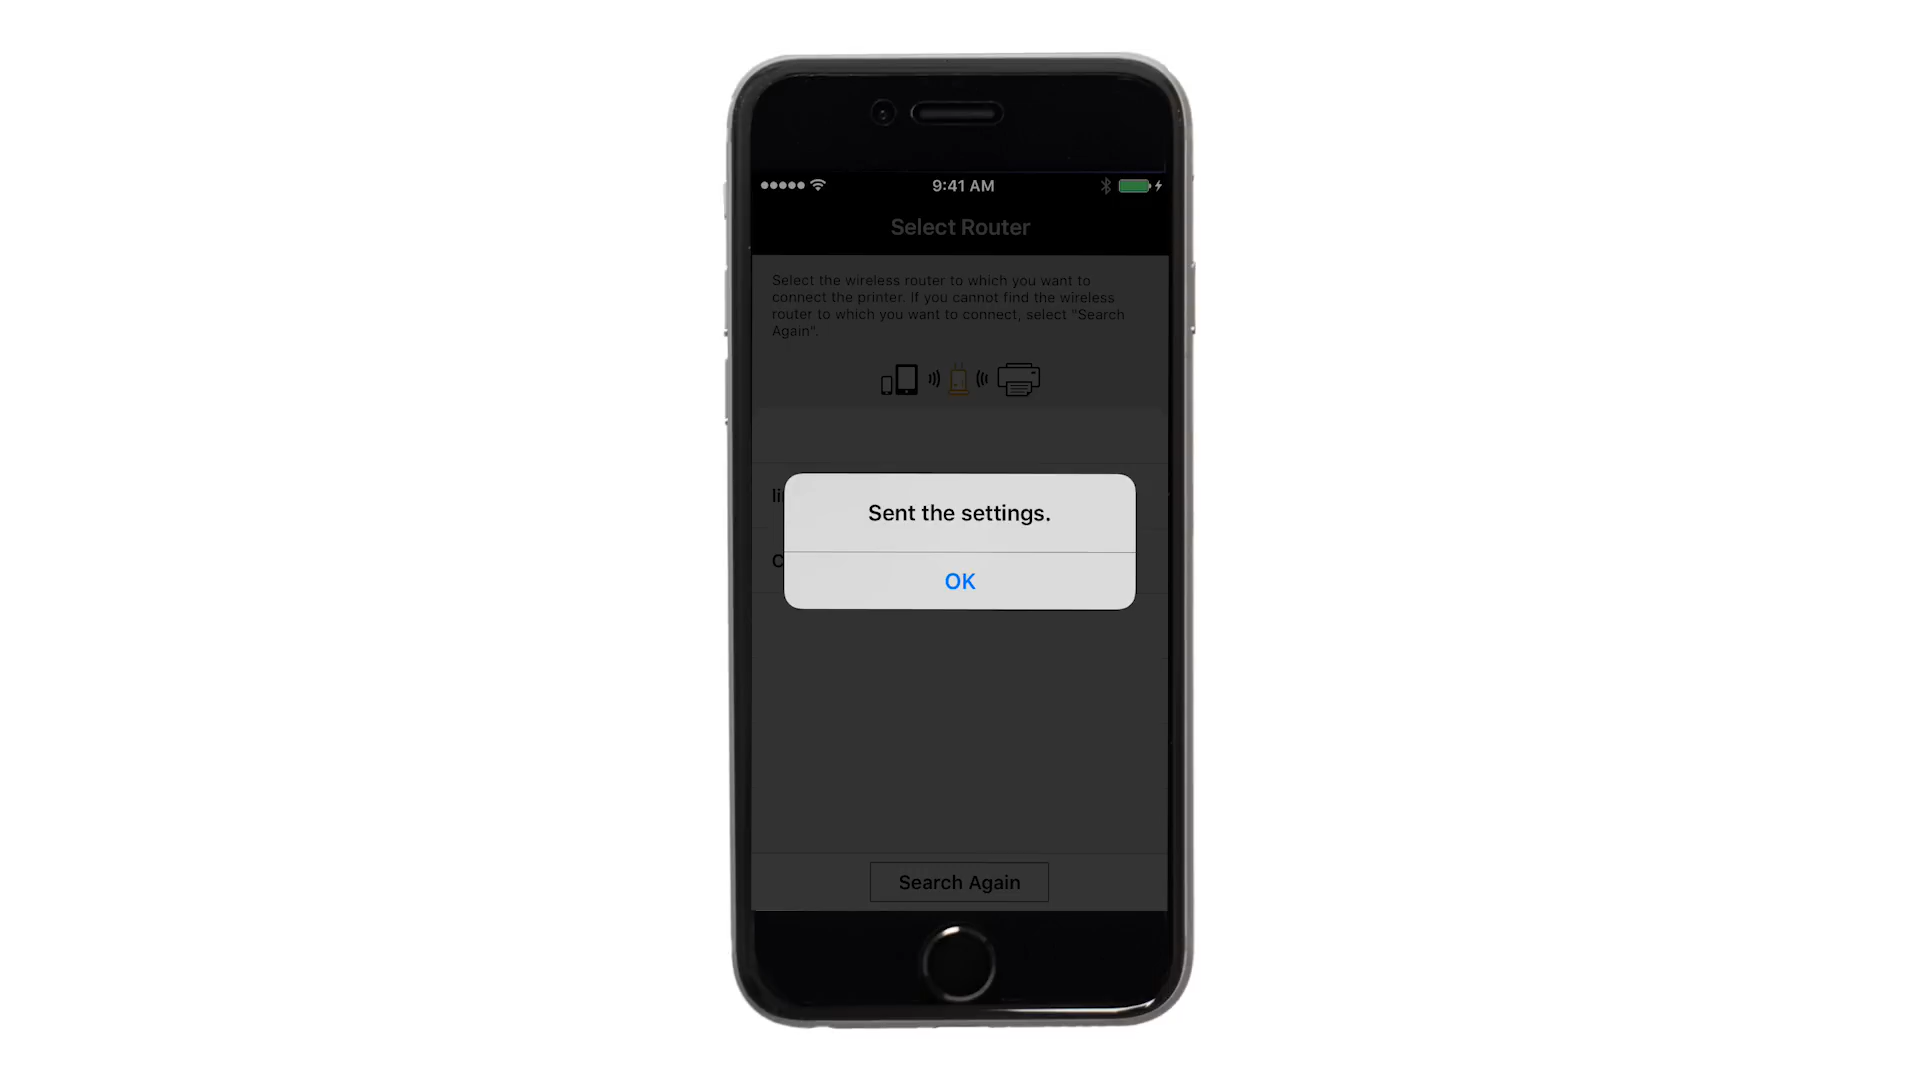 9:41 AM
Select Router
Select the wireless router to which you want to
connect the printer. If you cannot find the wireless
router to which you want to connect, select "Search
Again".
Sent the settings.
OK
Search Again